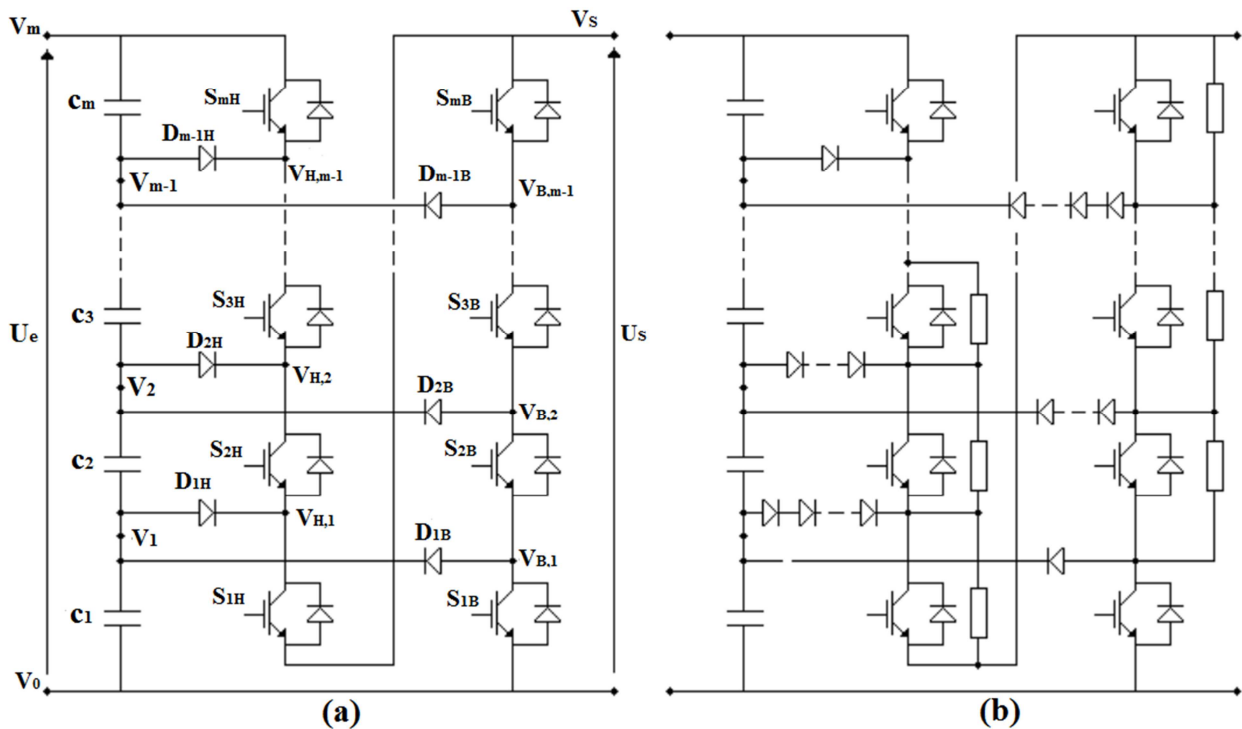 Vm
VS
Cm
SmH
SmB
Dm-1H
Vm-1
VH,m-1
Dm-1B
VB,m-1
C3
S3H
S3B
Ue
US
D2H
V2
VH,2
D2B
VB,2
C2
S2H
S2B
D1H
V1
VH,1
D1B
VB,1
C1
S1H
S1B
V0
(a)
(b)